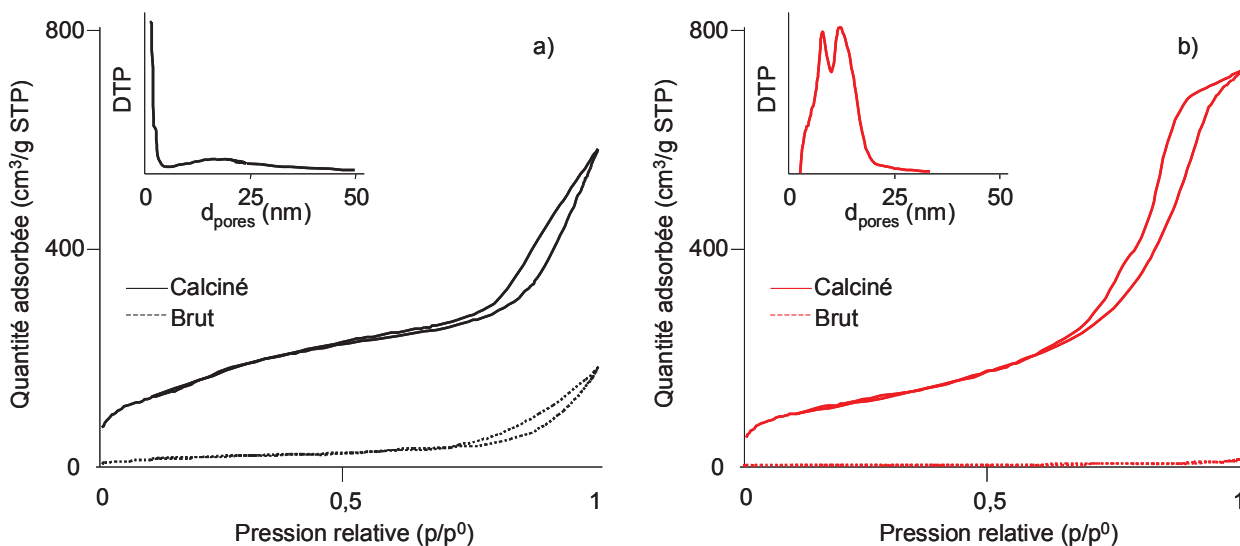 800
a)
DTP
0
25
50
d_pores (nm)
Quantité adsorbée (cm³/g STP)
400
Calciné
Brut
0
0
0,5
1
Pression relative (p/p⁰)
800
b)
DTP
0
25
50
d_pores (nm)
Quantité adsorbée (cm³/g STP)
400
Calciné
Brut
0
0
0,5
1
Pression relative (p/p⁰)